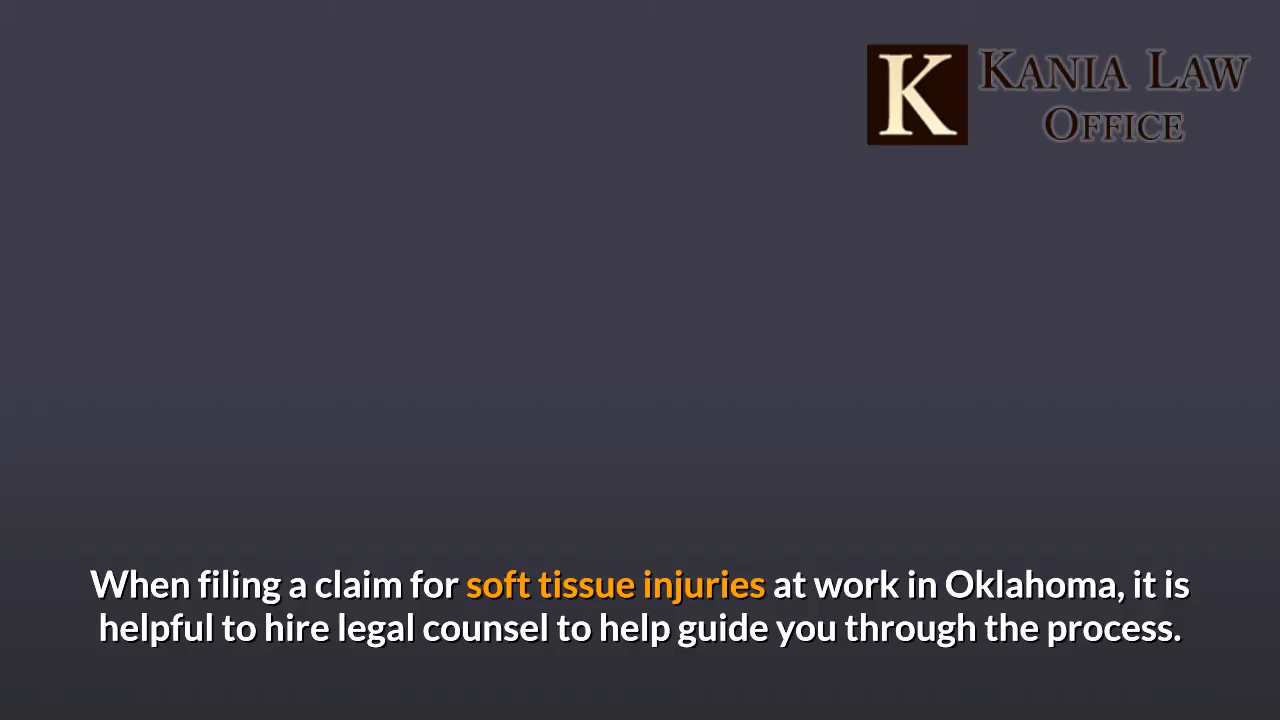 K
KANIA LAW
OFFICE
When filing a claim for soft tissue injuries at work in Oklahoma, it is
helpful to hire legal counsel to help guide you through the process.